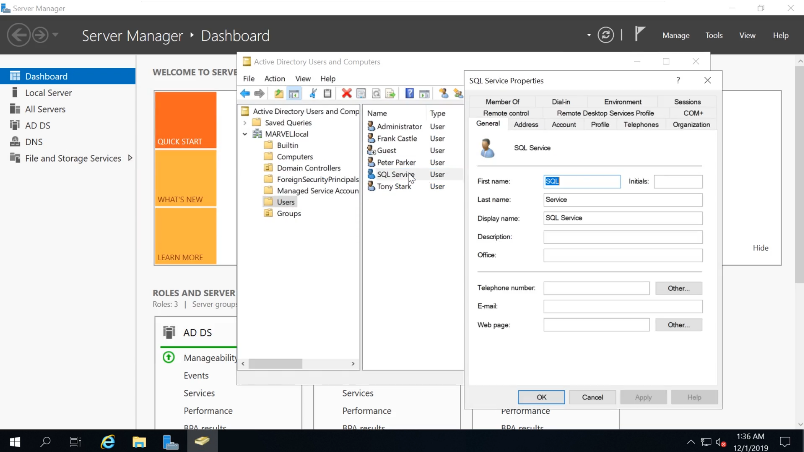 Server Manager
Server Manager • Dashboard
Manage Tools View Help
Dashboard
Local Server
All Servers
AD DS
DNS
File and Storage Services
WELCOME TO SERVER
QUICK START
WHAT'S NEW
LEARN MORE
Hide
ROLES AND SERVER
Roles: 3 | Server groups
AD DS
Manageability
Events
Services
Performance
BPA results
Services
Performance
BPA results
Performance
BPA results
Active Directory Users and Computers
File Action View Help
Active Directory Users and Comp
Saved Queries
MARVEL.local
Builtin
Computers
Domain Controllers
ForeignSecurityPrincipals
Managed Service Accoun
Users
Groups
Name Type
Administrator User
Frank Castle User
Guest User
Peter Parker User
SQL Service User
Tony Stark User
SQL Service Properties
Member Of Dial-in Environment Sessions
Remote control Remote Desktop Services Profile COM+
General Address Account Profile Telephones Organization
SQL Service
First name: SQL Initials:
Last name: Service
Display name: SQL Service
Description:
Office:
Telephone number: Other...
E-mail:
Web page: Other...
OK Cancel Apply Help
1:36 AM
12/1/2019